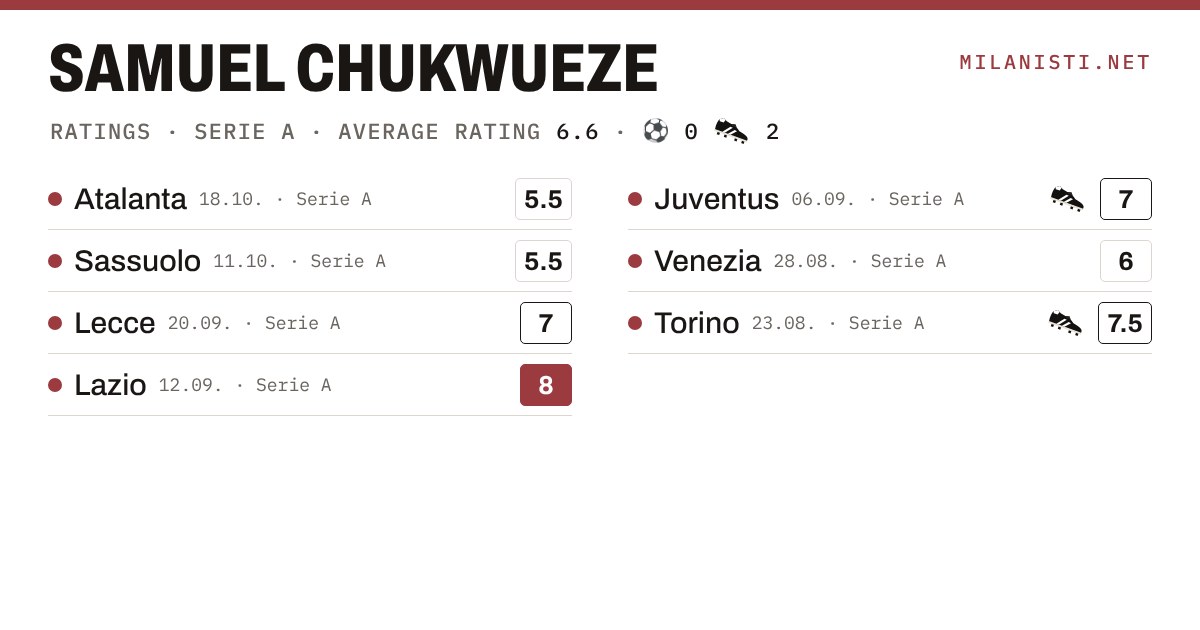 SAMUEL CHUKWUEZE
MILANISTI.NET
RATINGS · SERIE A · AVERAGE RATING 6.6 · ⚽ 0 👟 2
Atalanta 18.10. · Serie A 5.5
Sassuolo 11.10. · Serie A 5.5
Lecce 20.09. · Serie A 7
Lazio 12.09. · Serie A 8
Juventus 06.09. · Serie A 7
Venezia 28.08. · Serie A 6
Torino 23.08. · Serie A 7.5